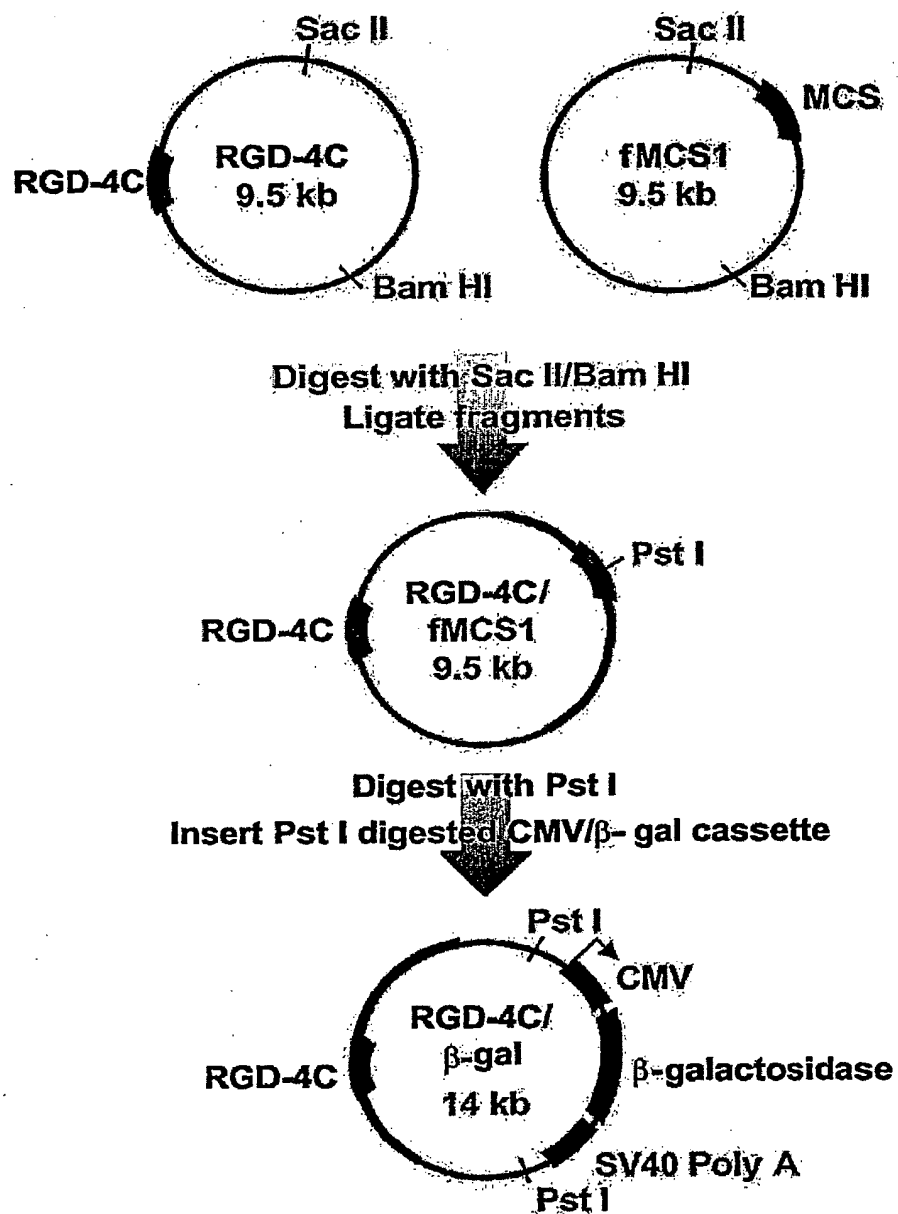 Sac II
Sac II
MCS
RGD-4C
RGD-4C
9.5 kb
fMCS1
9.5 kb
Bam HI
Bam HI
Digest with Sac II/Bam HI
Ligate fragments
Pst I
RGD-4C
RGD-4C/
fMCS1
9.5 kb
Digest with Pst I
Insert Pst I digested CMV/β- gal cassette
Pst I
CMV
RGD-4C
RGD-4C/
β-gal
14 kb
β-galactosidase
SV40 Poly A
Pst I